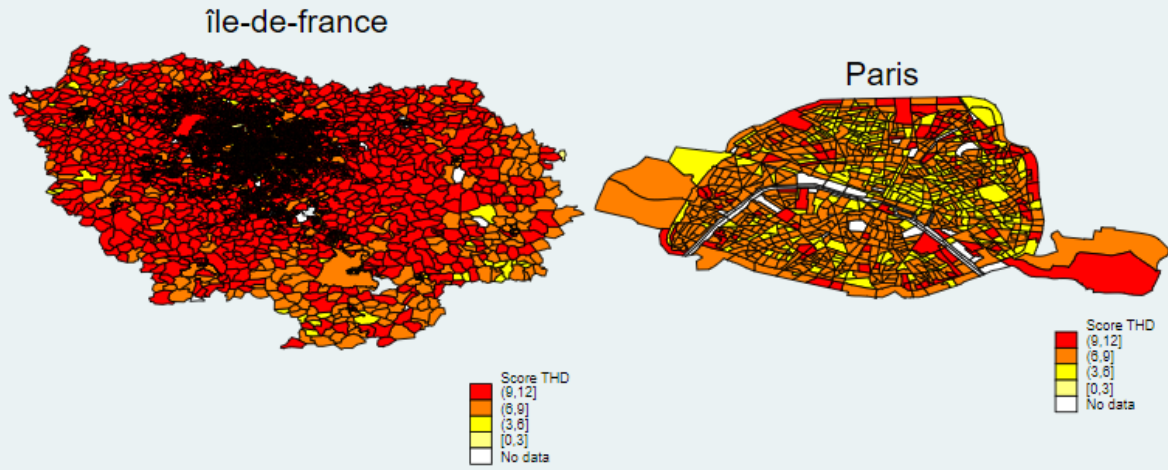 île-de-france
Paris
Score THD
(9,12]
(6,9]
(3,6]
[0,3]
No data
Score THD
(9,12]
(6,9]
(3,6]
[0,3]
No data